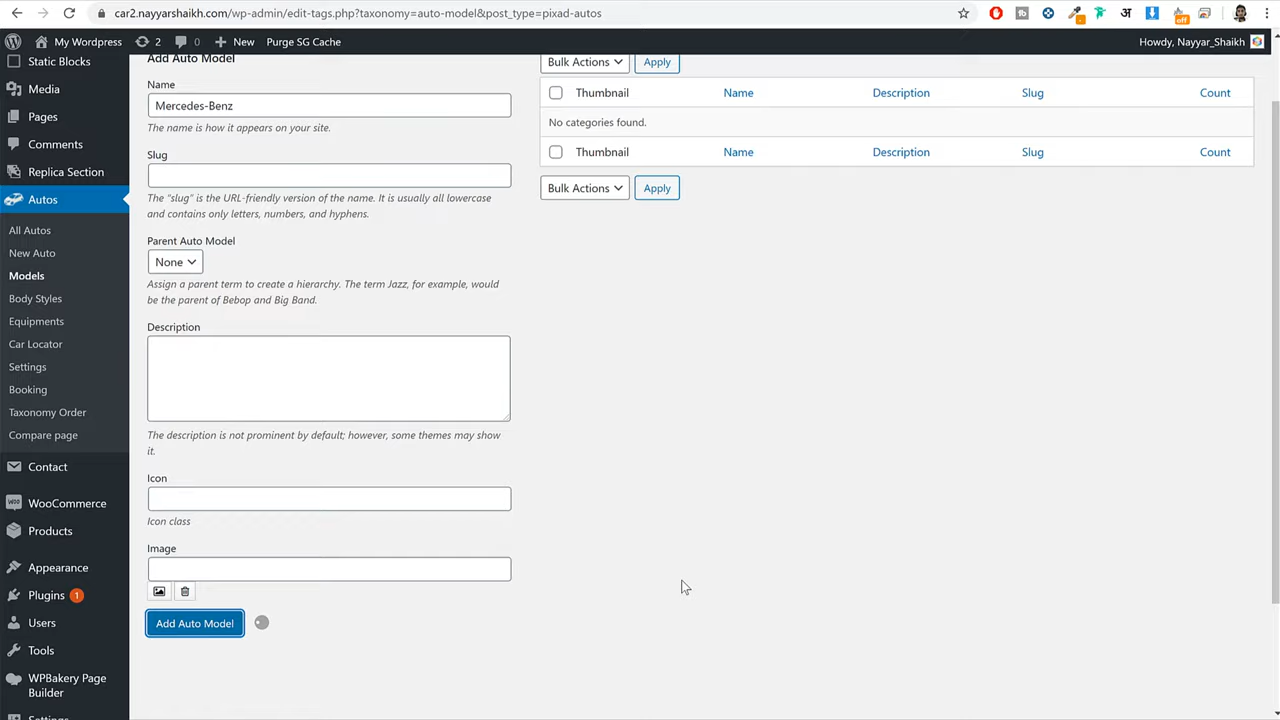 car2.nayyarshaikh.com/wp-admin/edit-tags.php?taxonomy=auto-model&post_type=pixad-autos
off
My Wordpress
2
0
New
Purge SG Cache
Howdy, Nayyar_Shaikh
Static Blocks
Media
Pages
Comments
Replica Section
Autos
All Autos
New Auto
Models
Body Styles
Equipments
Car Locator
Settings
Booking
Taxonomy Order
Compare page
Contact
WooCommerce
Products
Appearance
Plugins 1
Users
Tools
WPBakery Page
Builder
Settings
Add Auto Model
Name
Mercedes-Benz
The name is how it appears on your site.
Slug
The "slug" is the URL-friendly version of the name. It is usually all lowercase
and contains only letters, numbers, and hyphens.
Parent Auto Model
None
Assign a parent term to create a hierarchy. The term Jazz, for example, would
be the parent of Bebop and Big Band.
Description
The description is not prominent by default; however, some themes may show
it.
Icon
Icon class
Image
Add Auto Model
Bulk Actions
Apply
Thumbnail Name Description Slug Count
No categories found.
Thumbnail Name Description Slug Count
Bulk Actions
Apply